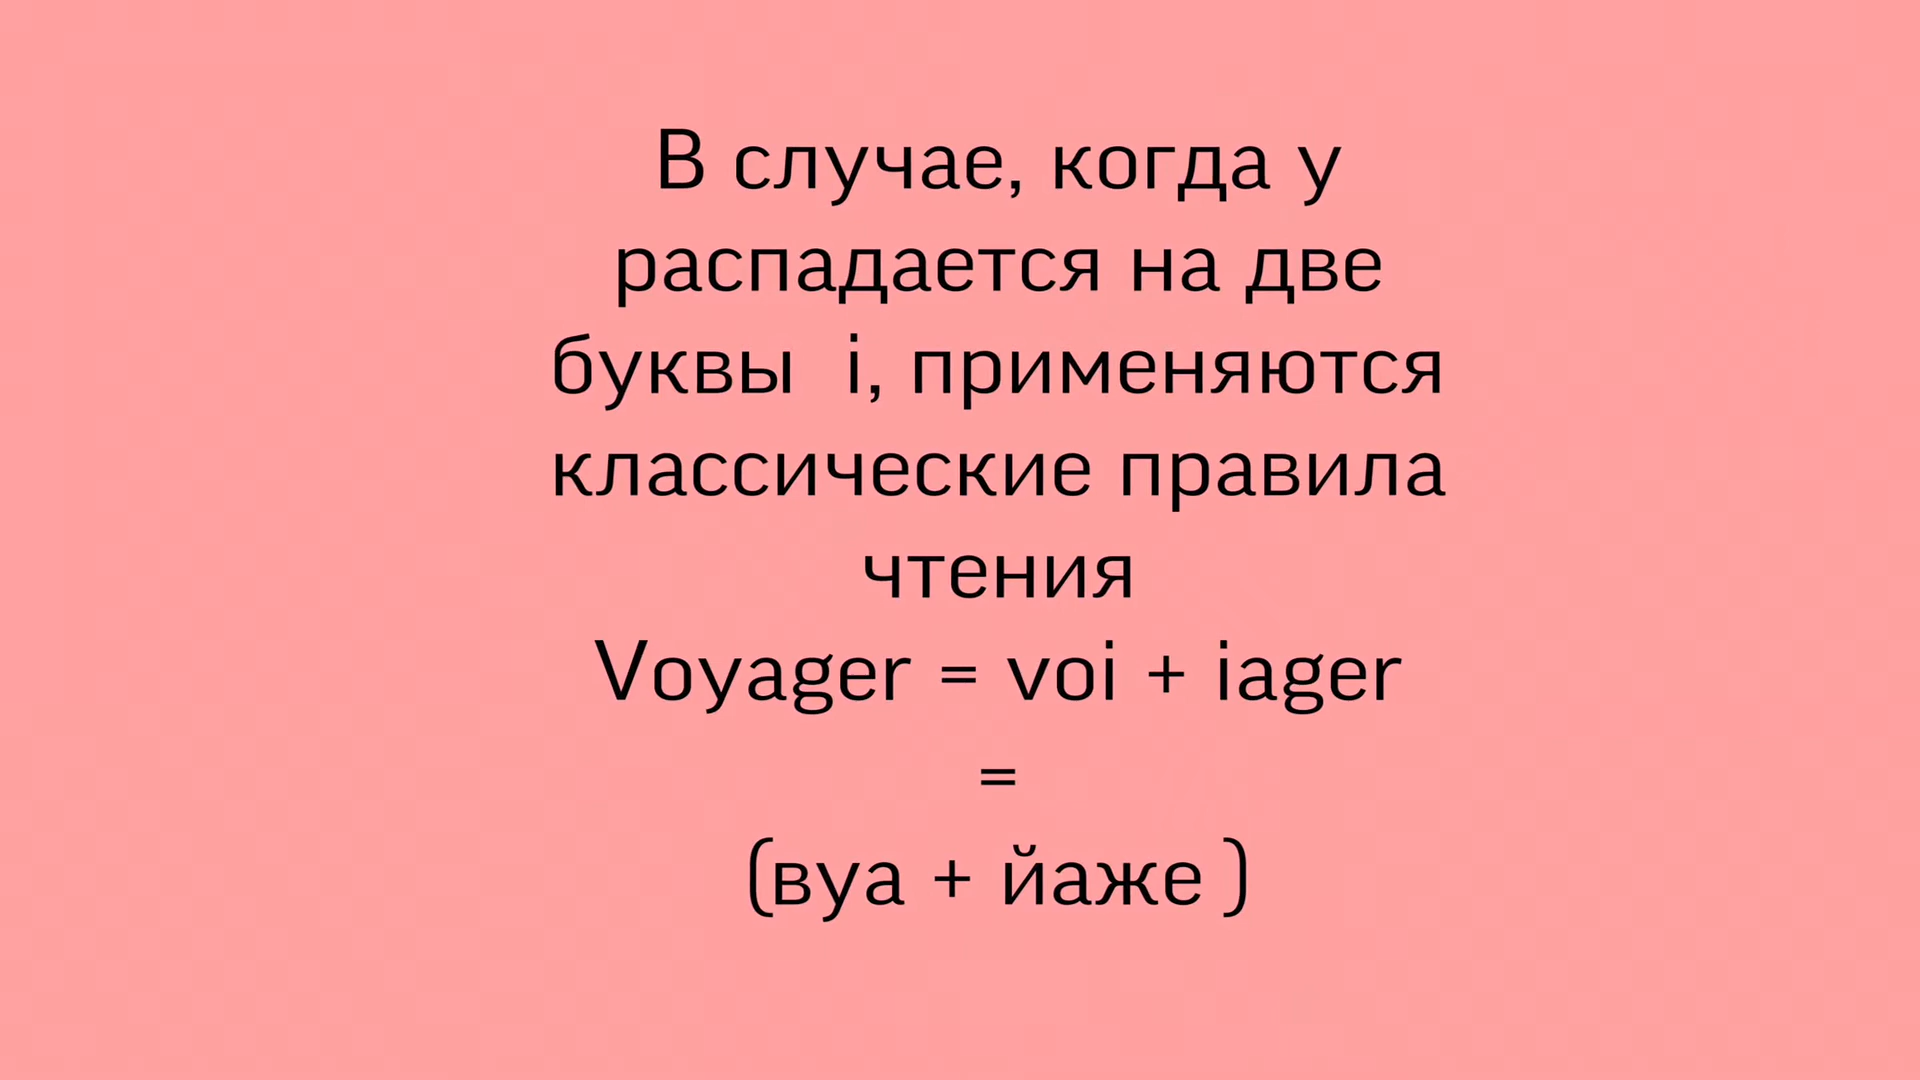 В случае, когда y
распадается на две
буквы  i, применяются
классические правила
чтения
Voyager = voi + iager
=
(вуа + йаже )